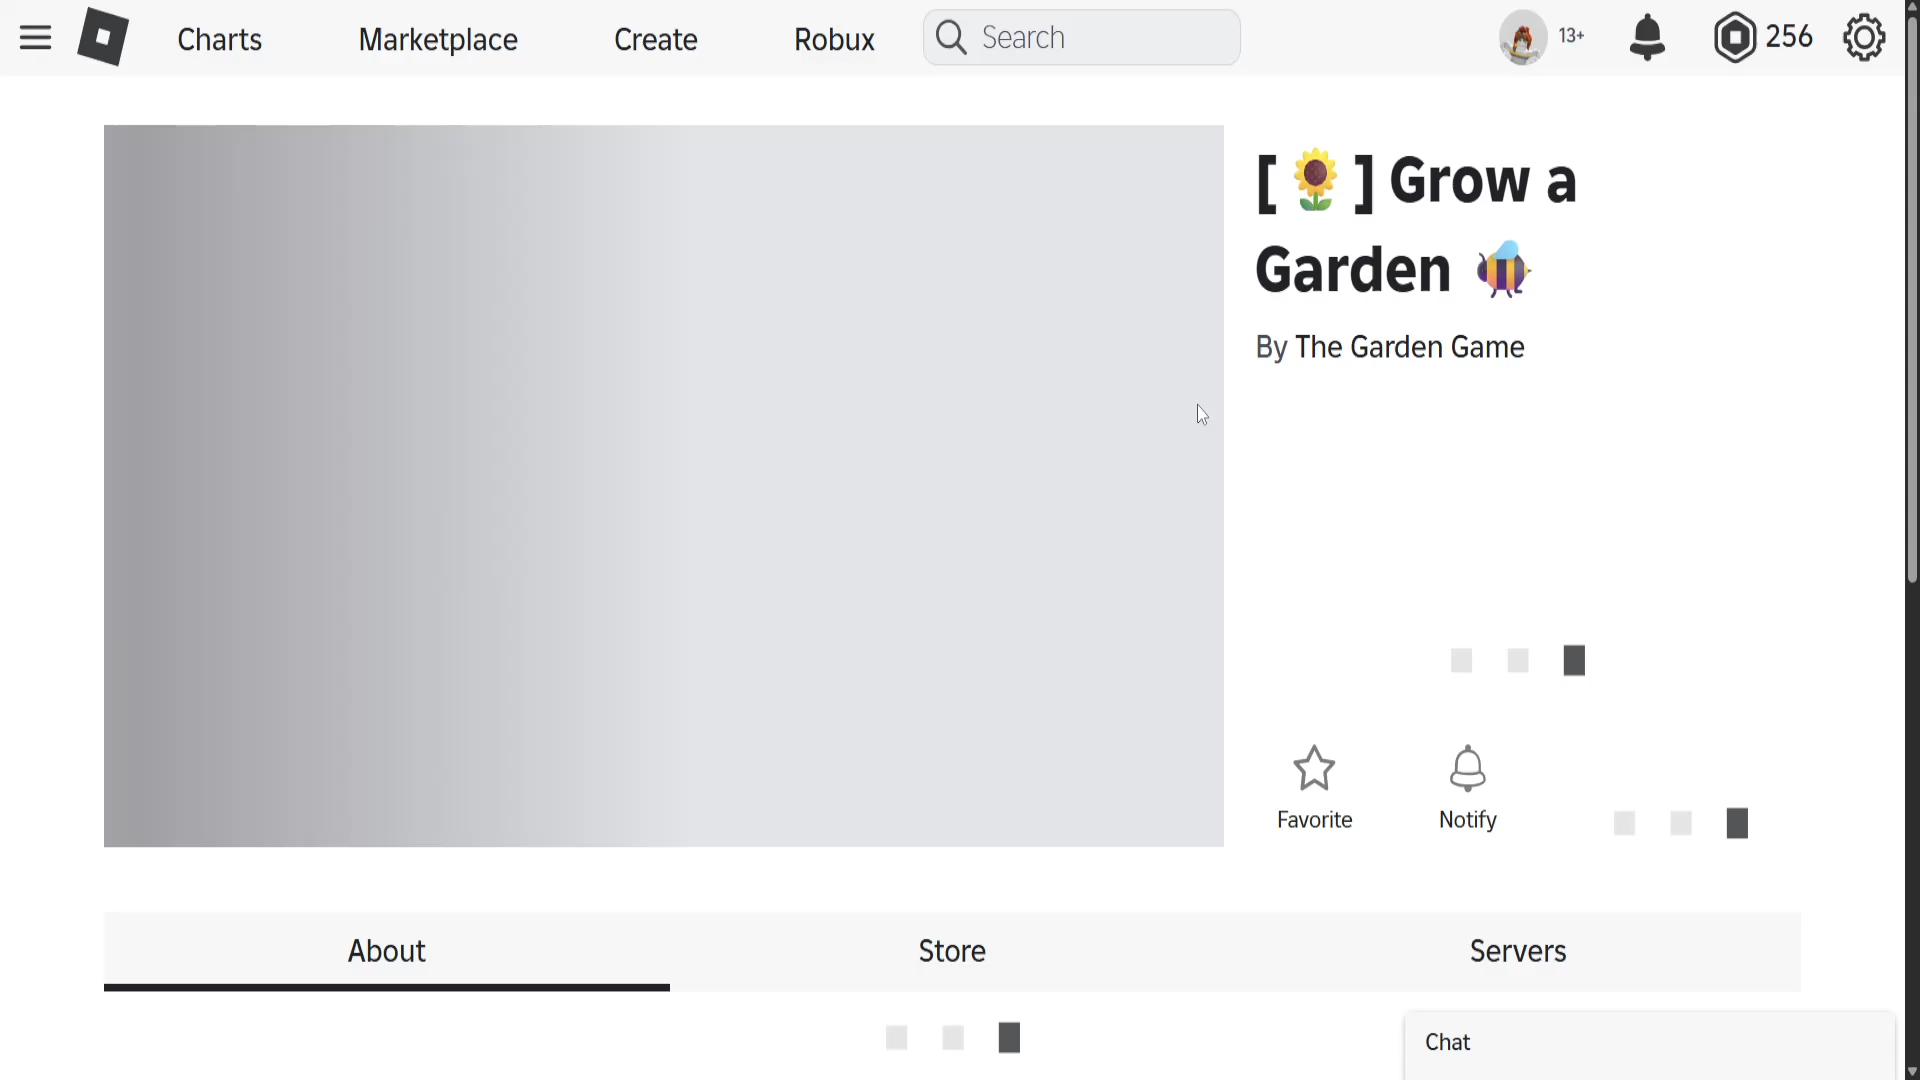 Charts Marketplace Create Robux Search 13+ 256
[🌻] Grow a
Garden 🐝
By The Garden Game
Favorite Notify
About Store Servers
Chat